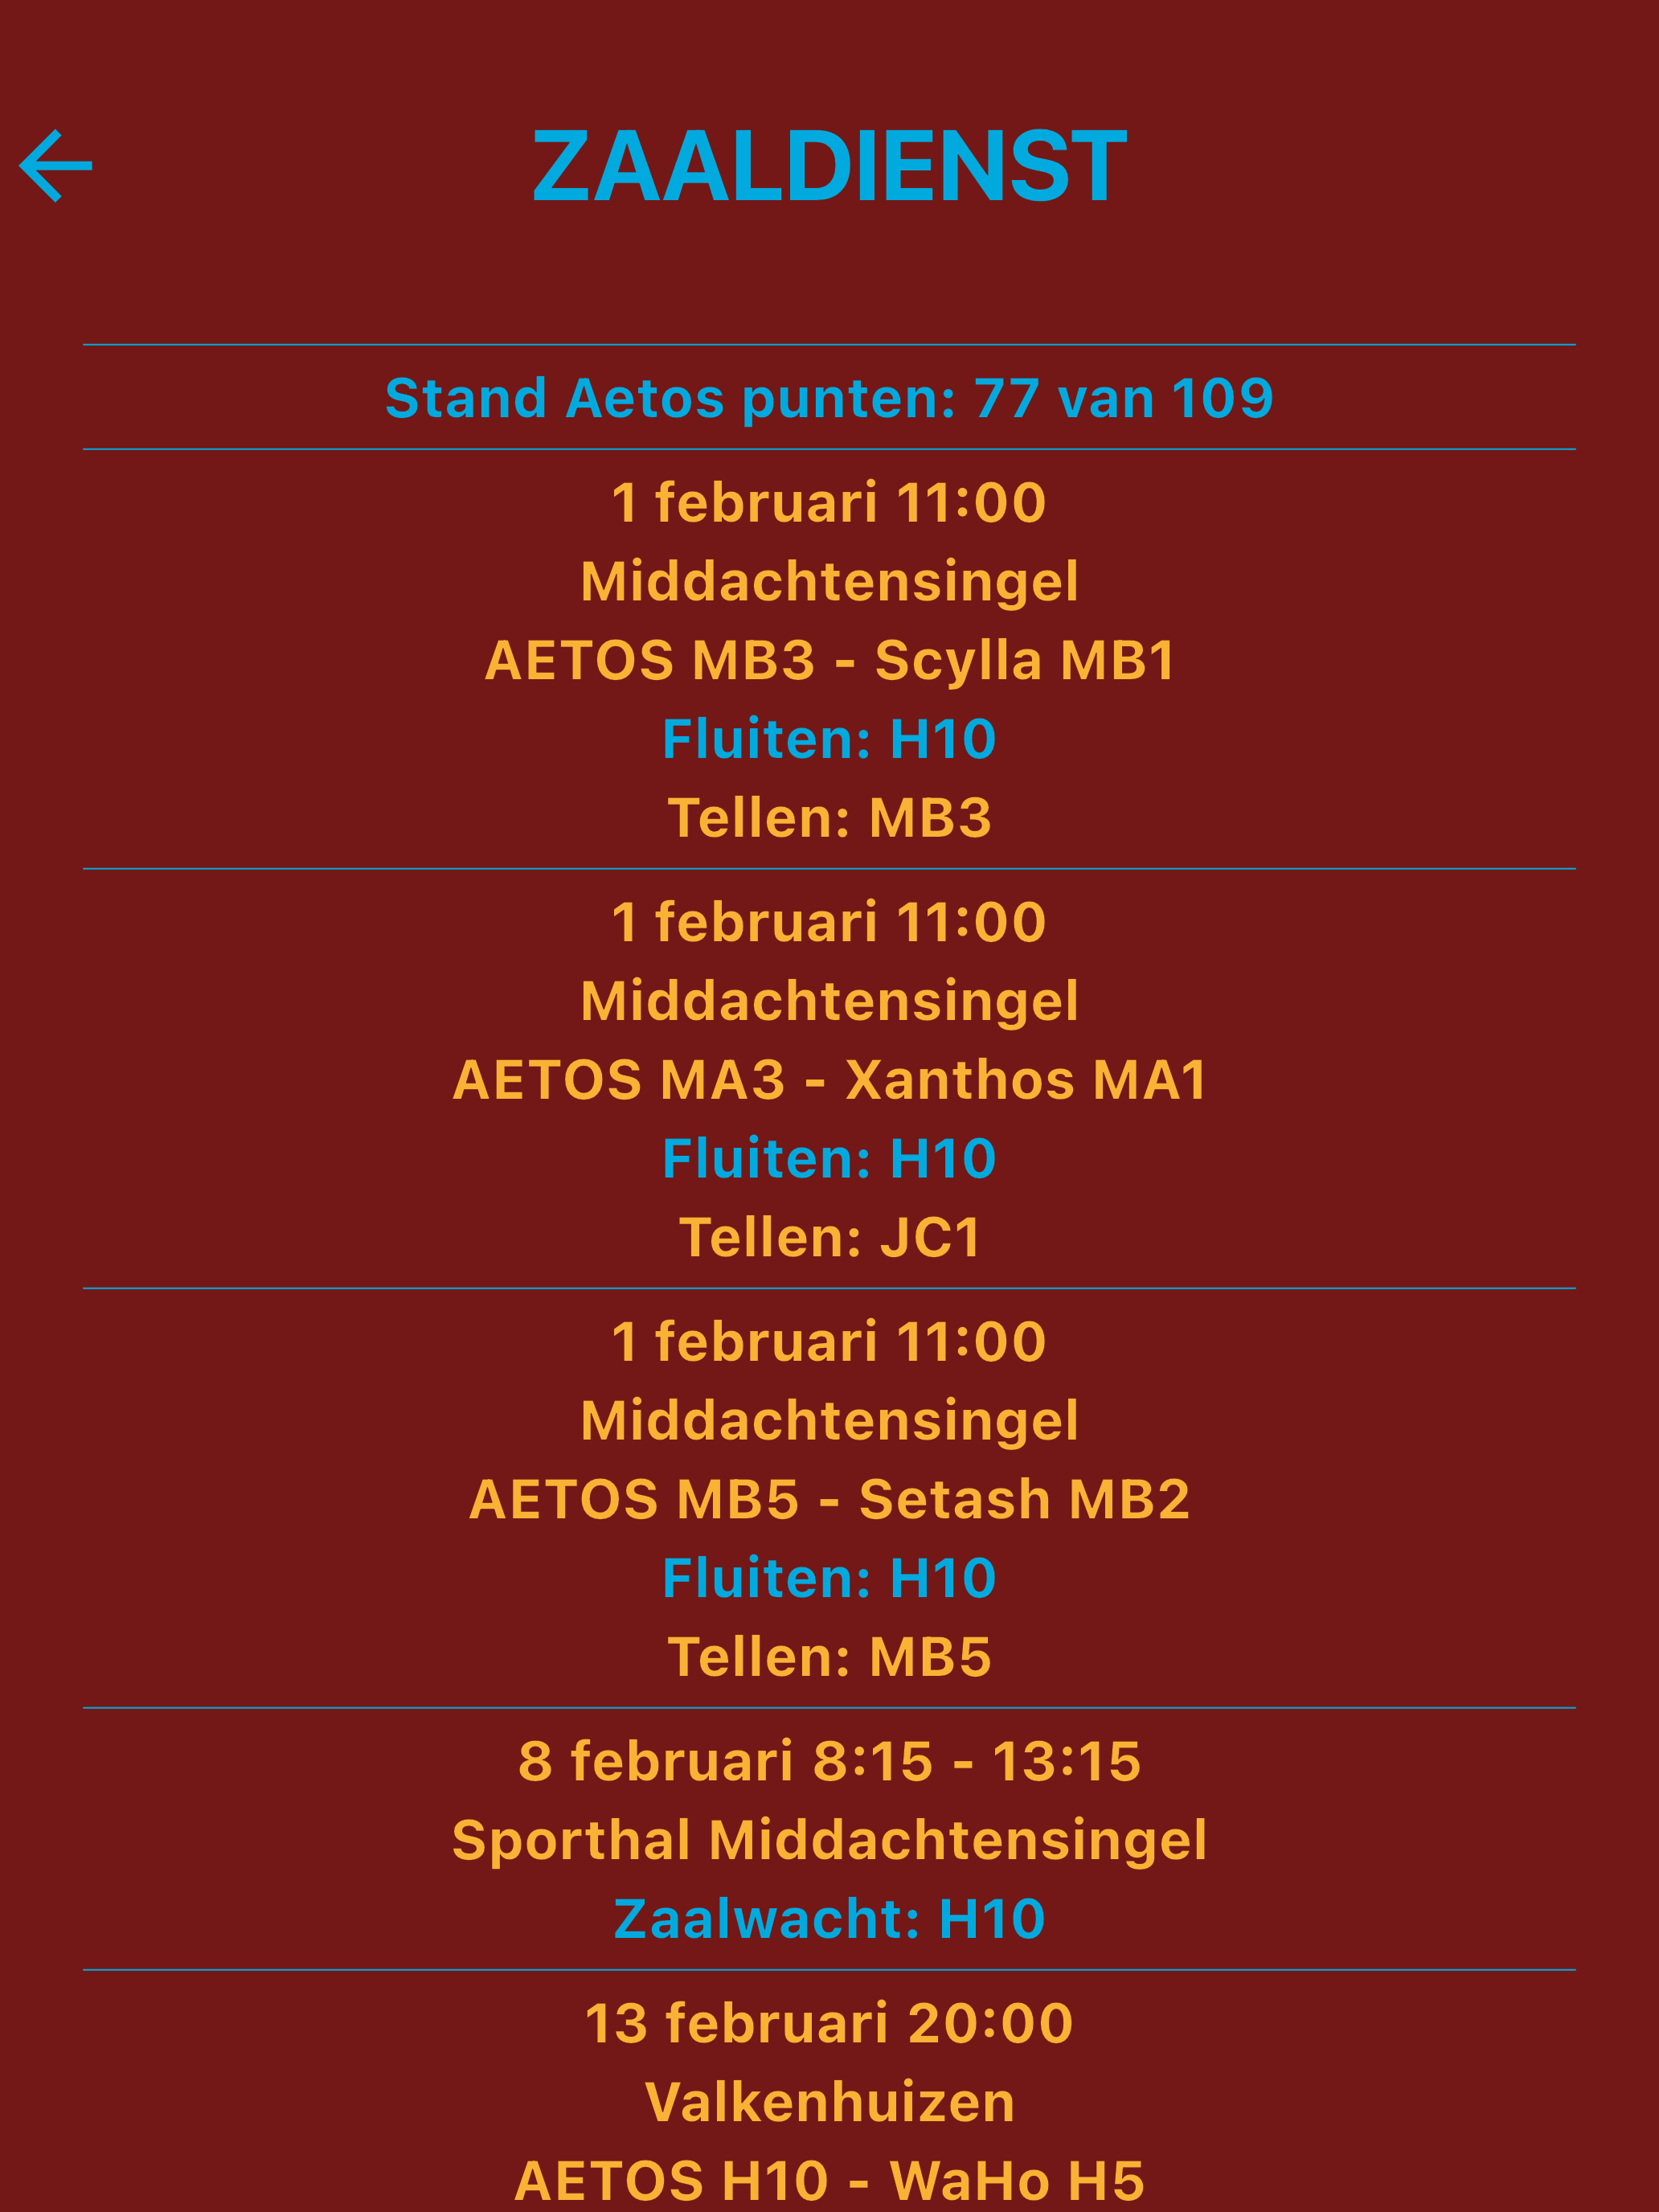 ZAALDIENST
Stand Aetos punten: 77 van 109
1 februari 11:00
Middachtensingel
AETOS MB3 - Scylla MB1
Fluiten: H10
Tellen: MB3
1 februari 11:00
Middachtensingel
AETOS MA3 - Xanthos MA1
Fluiten: H10
Tellen: JC1
1 februari 11:00
Middachtensingel
AETOS MB5 - Setash MB2
Fluiten: H10
Tellen: MB5
8 februari 8:15 - 13:15
Sporthal Middachtensingel
Zaalwacht: H10
13 februari 20:00
Valkenhuizen
AETOS H10 - WaHo H5